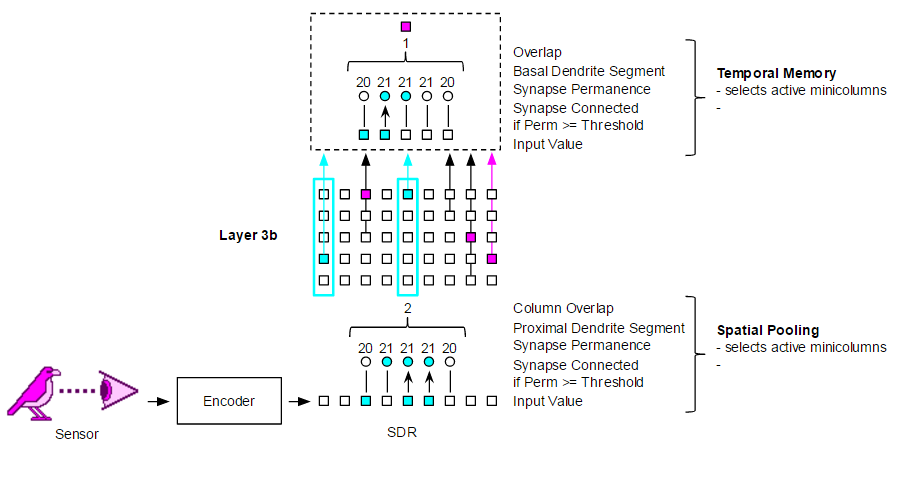 1
20 21 21 21 20
Overlap
Basal Dendrite Segment
Synapse Permanence
Synapse Connected
if Perm >= Threshold
Input Value
Temporal Memory
- selects active minicolumns
-
Layer 3b
2
20 21 21 21 20
Column Overlap
Proximal Dendrite Segment
Synapse Permanence
Synapse Connected
if Perm >= Threshold
Input Value
Spatial Pooling
- selects active minicolumns
-
Sensor
Encoder
SDR